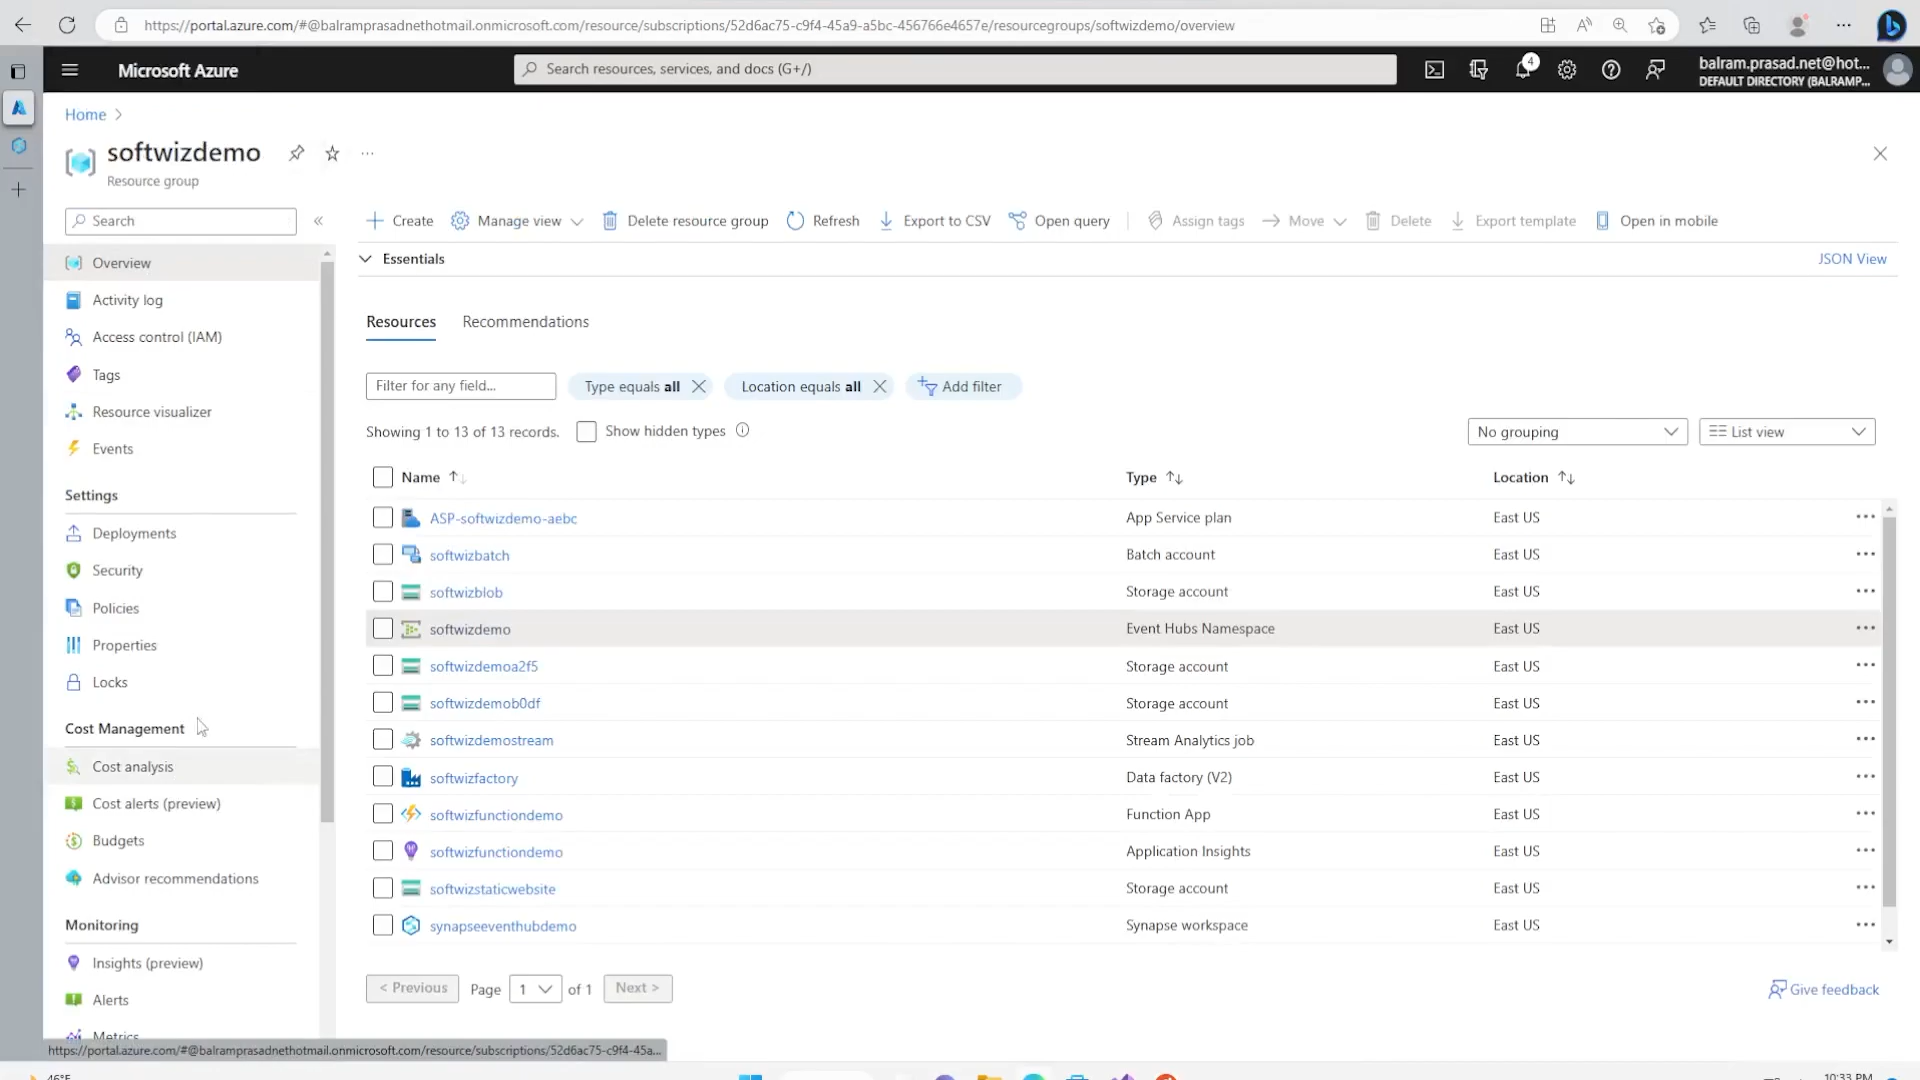 https://portal.azure.com/#@balramprasadnethotmail.onmicrosoft.com/resource/subscriptions/52d6ac75-c9f4-45a9-a5bc-456766e4657e/resourcegroups/softwizdemo/overview
Microsoft Azure
Search resources, services, and docs (G+/)
4
balram.prasad.net@hot...
DEFAULT DIRECTORY (BALRAMP...
Home
softwizdemo
Resource group
Search
Create
Manage view
Delete resource group
Refresh
Export to CSV
Open query
Assign tags
Move
Delete
Export template
Open in mobile
Essentials
JSON View
Overview
Activity log
Access control (IAM)
Tags
Resource visualizer
Events
Settings
Deployments
Security
Policies
Properties
Locks
Cost Management
Cost analysis
Cost alerts (preview)
Budgets
Advisor recommendations
Monitoring
Insights (preview)
Alerts
Metrics
Resources Recommendations
Filter for any field...
Type equals all
Location equals all
Add filter
Showing 1 to 13 of 13 records.
Show hidden types
No grouping
List view
Name Type Location
ASP-softwizdemo-aebc App Service plan East US
softwizbatch Batch account East US
softwizblob Storage account East US
softwizdemo Event Hubs Namespace East US
softwizdemoa2f5 Storage account East US
softwizdemob0df Storage account East US
softwizdemostream Stream Analytics job East US
softwizfactory Data factory (V2) East US
softwizfunctiondemo Function App East US
softwizfunctiondemo Application Insights East US
softwizstaticwebsite Storage account East US
synapseeventhubdemo Synapse workspace East US
< Previous Page 1 of 1 Next >
Give feedback
https://portal.azure.com/#@balramprasadnethotmail.onmicrosoft.com/resource/subscriptions/52d6ac75-c9f4-45a...
46°F
10:33 PM